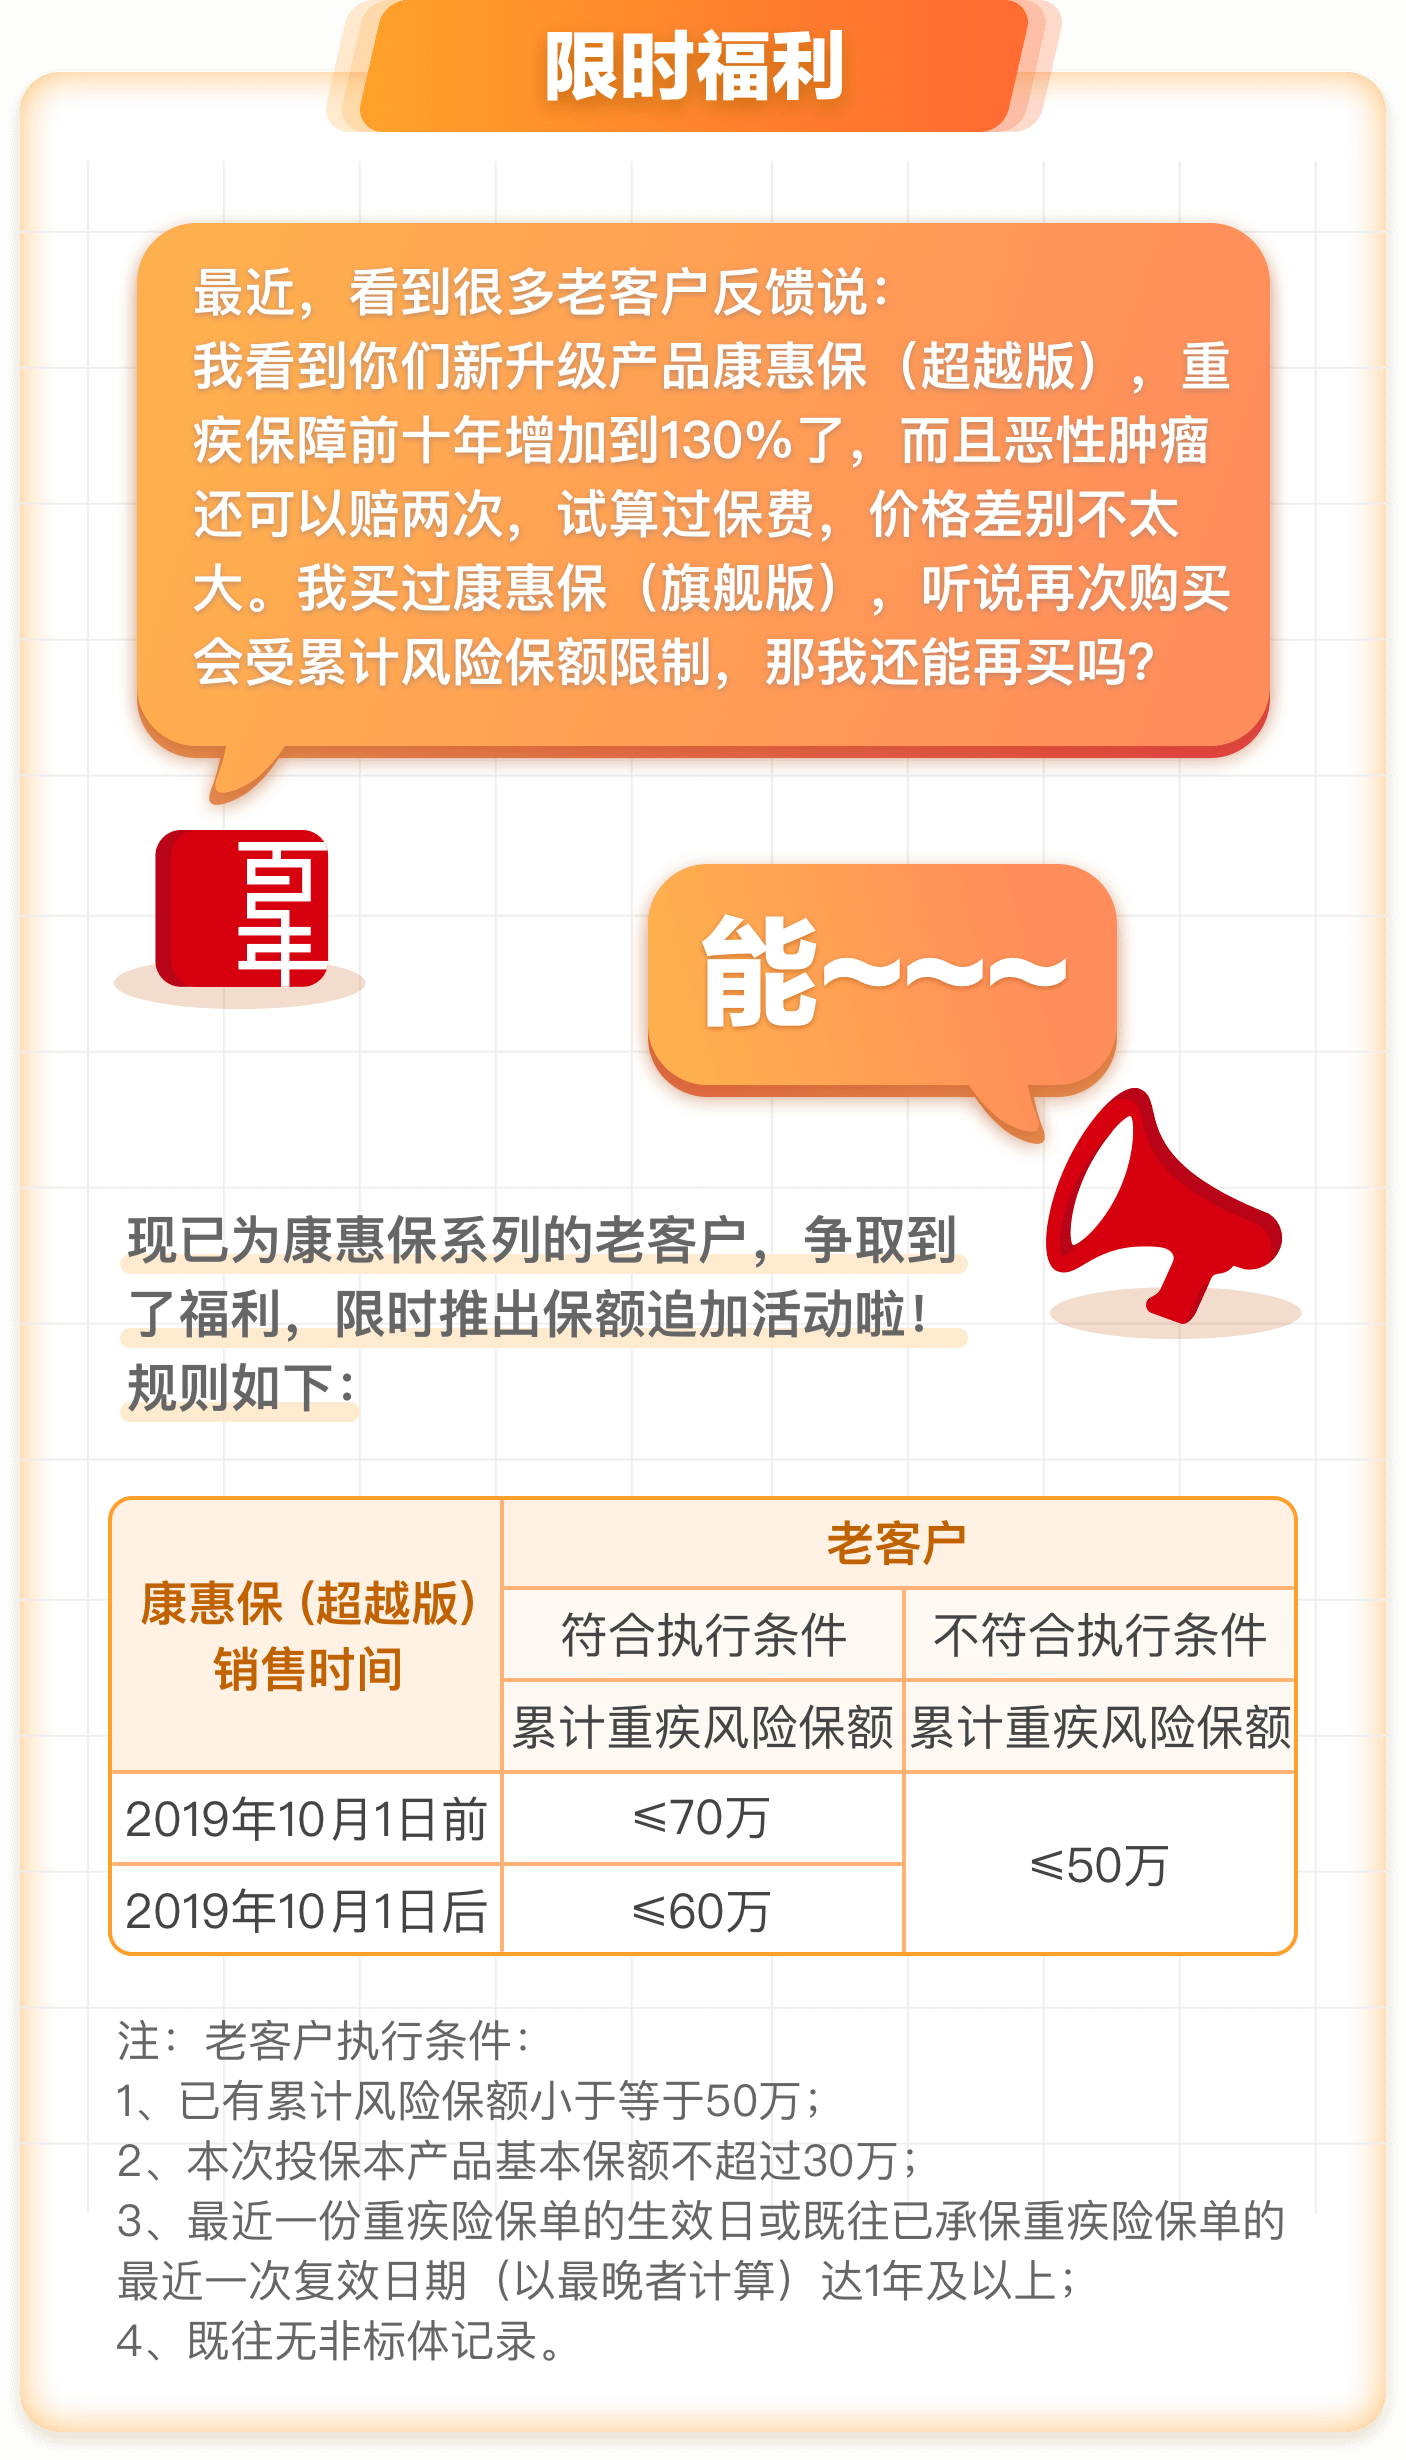 限时福利
最近，看到很多老客户反馈说：
我看到你们新升级产品康惠保（超越版），重
疾保障前十年增加到130%了，而且恶性肿瘤
还可以赔两次，试算过保费，价格差别不太
大。我买过康惠保（旗舰版），听说再次购买
会受累计风险保额限制，那我还能再买吗？
百年
能~~~
现已为康惠保系列的老客户，争取到
了福利，限时推出保额追加活动啦！
规则如下：
康惠保（超越版）
销售时间
老客户
符合执行条件
不符合执行条件
累计重疾风险保额
累计重疾风险保额
2019年10月1日前
≤70万
≤50万
2019年10月1日后
≤60万
注：老客户执行条件：
1、已有累计风险保额小于等于50万；
2、本次投保本产品基本保额不超过30万；
3、最近一份重疾险保单的生效日或既往已承保重疾险保单的
最近一次复效日期（以最晚者计算）达1年及以上；
4、既往无非标体记录。